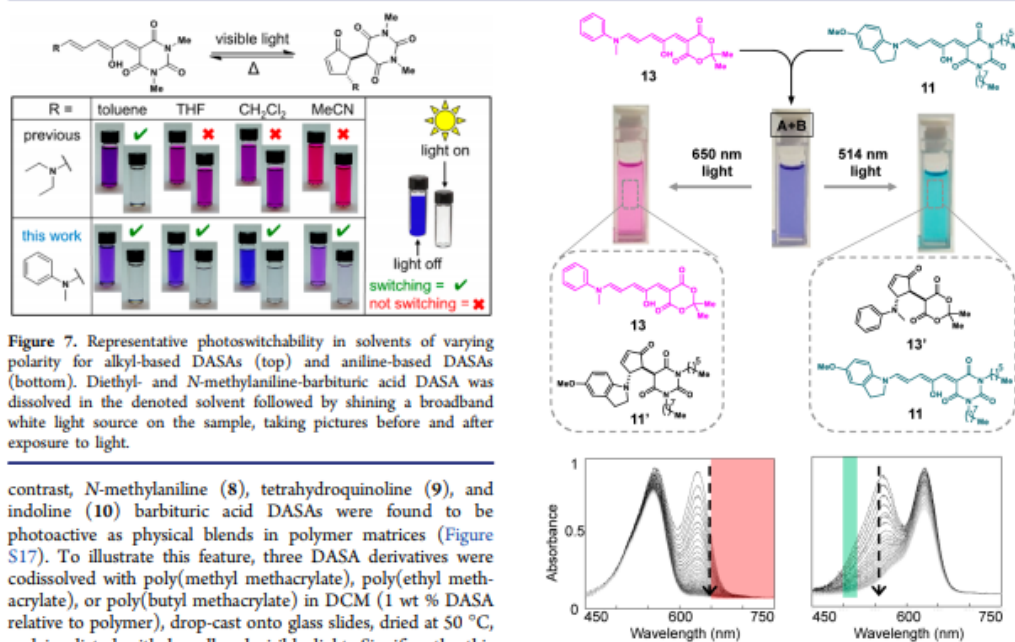 visible light
Δ
R
OH
O
N
Me
R =
toluene
THF
CH2Cl2
MeCN
previous
this work
light on
light off
switching = ✔
not switching = ✖
Figure 7. Representative photoswitchability in solvents of varying
polarity for alkyl-based DASAs (top) and aniline-based DASAs
(bottom). Diethyl- and N-methylaniline-barbituric acid DASA was
dissolved in the denoted solvent followed by shining a broadband
white light source on the sample, taking pictures before and after
exposure to light.
contrast, N-methylaniline (8), tetrahydroquinoline (9), and
indoline (10) barbituric acid DASAs were found to be
photoactive as physical blends in polymer matrices (Figure
S17). To illustrate this feature, three DASA derivatives were
codissolved with poly(methyl methacrylate), poly(ethyl meth-
acrylate), or poly(butyl methacrylate) in DCM (1 wt % DASA
relative to polymer), drop-cast onto glass slides, dried at 50 °C,
13
MeO
11
A+B
650 nm
light
514 nm
light
13
MeO
11'
13'
MeO
11
1
0.5
0
Absorbance
450 600 750
Wavelength (nm)
450 600 750
Wavelength (nm)